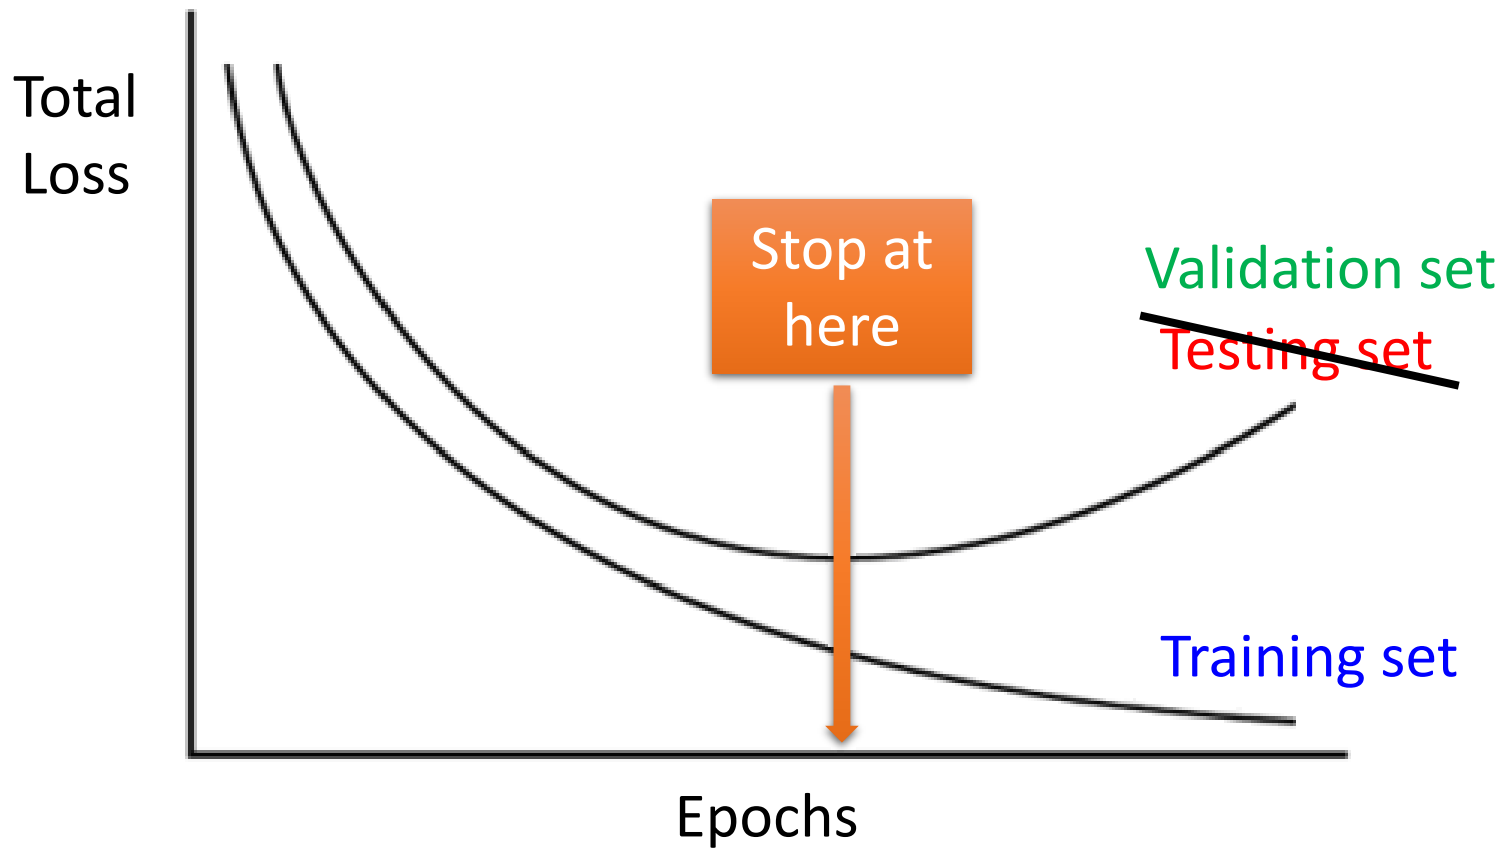 Total
Loss
Stop at
here
Validation set
Testing set
Training set
Epochs